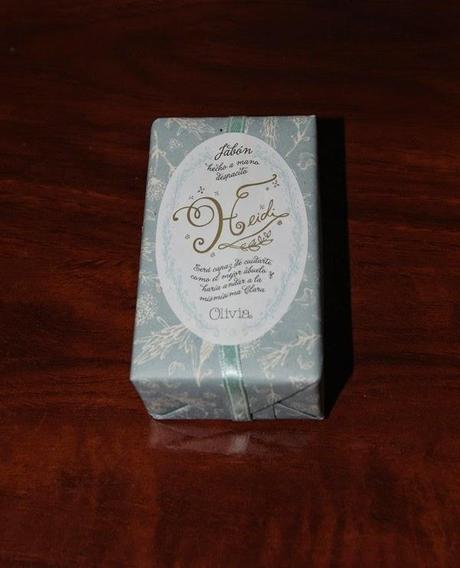 Jabón
hecho a mano
despacito
Heidi
Será capaz de cuidarte
como el mejor abuelo y
haría andar a la
mismísima Clara
Olivia